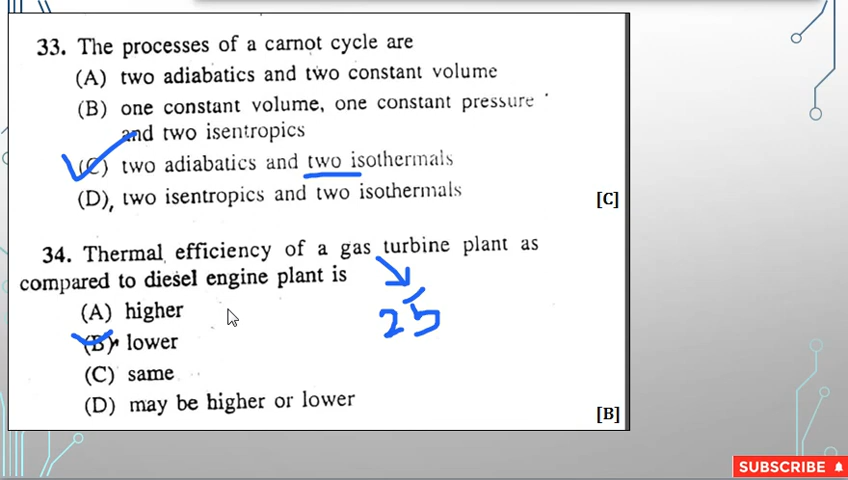 33. The processes of a carnot cycle are
(A) two adiabatics and two constant volume
(B) one constant volume, one constant pressure
and two isentropics
(C) two adiabatics and two isothermals
(D), two isentropics and two isothermals
[C]
34. Thermal efficiency of a gas turbine plant as
compared to diesel engine plant is
(A) higher
25
(B) lower
(C) same
(D) may be higher or lower
[B]
SUBSCRIBE